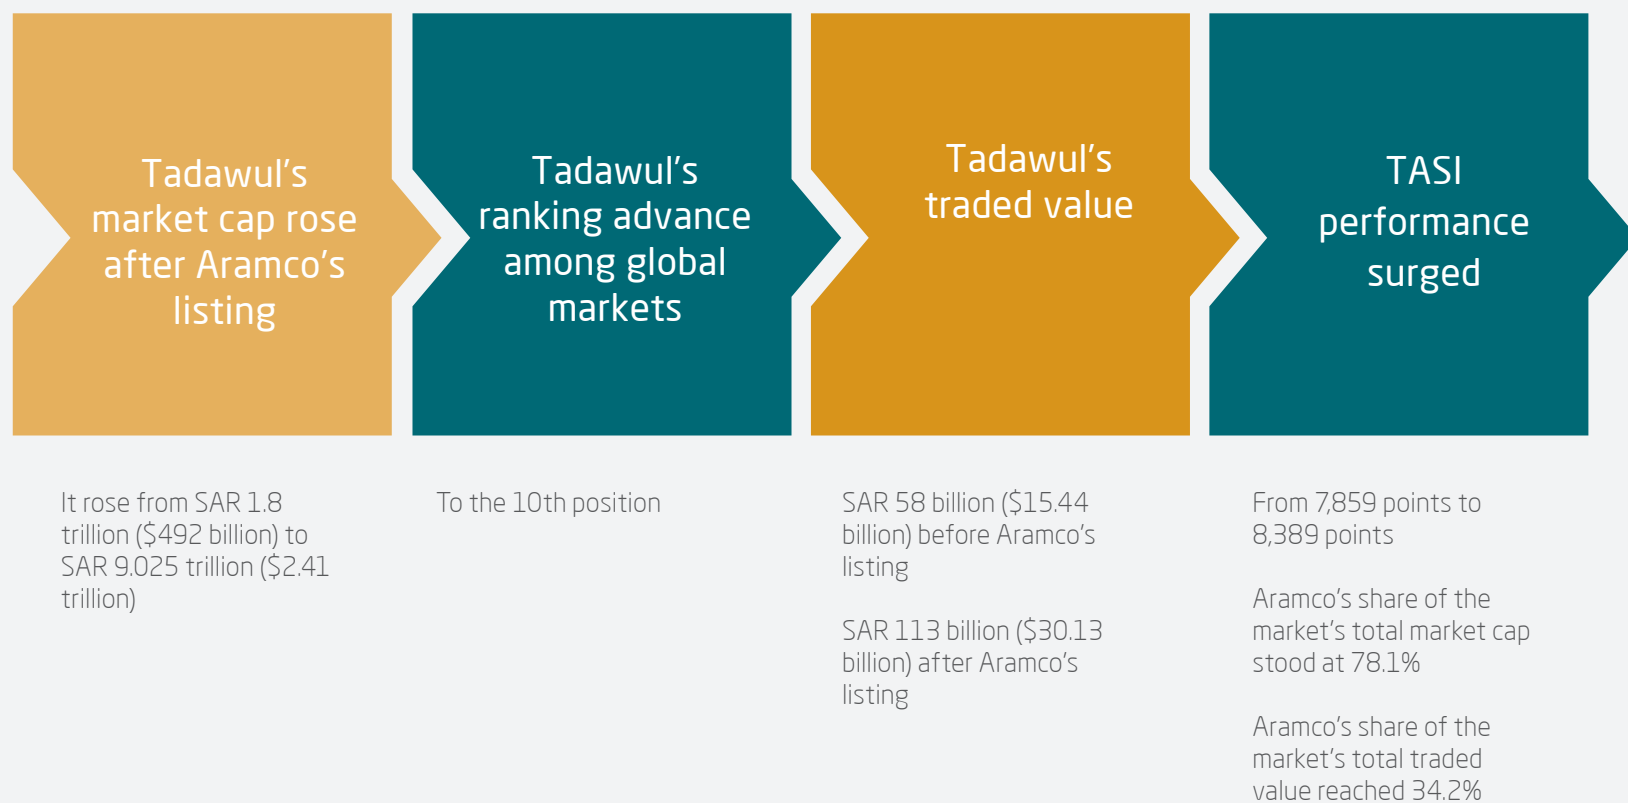 Tadawul's
market cap rose
after Aramco's
listing
Tadawul's
ranking advance
among global
markets
Tadawul's
traded value
TASI
performance
surged
It rose from SAR 1.8
trillion ($492 billion) to
SAR 9.025 trillion ($2.41
trillion)
To the 10th position
SAR 58 billion ($15.44
billion) before Aramco's
listing
SAR 113 billion ($30.13
billion) after Aramco's
listing
From 7,859 points to
8,389 points
Aramco's share of the
market's total market cap
stood at 78.1%
Aramco's share of the
market's total traded
value reached 34.2%